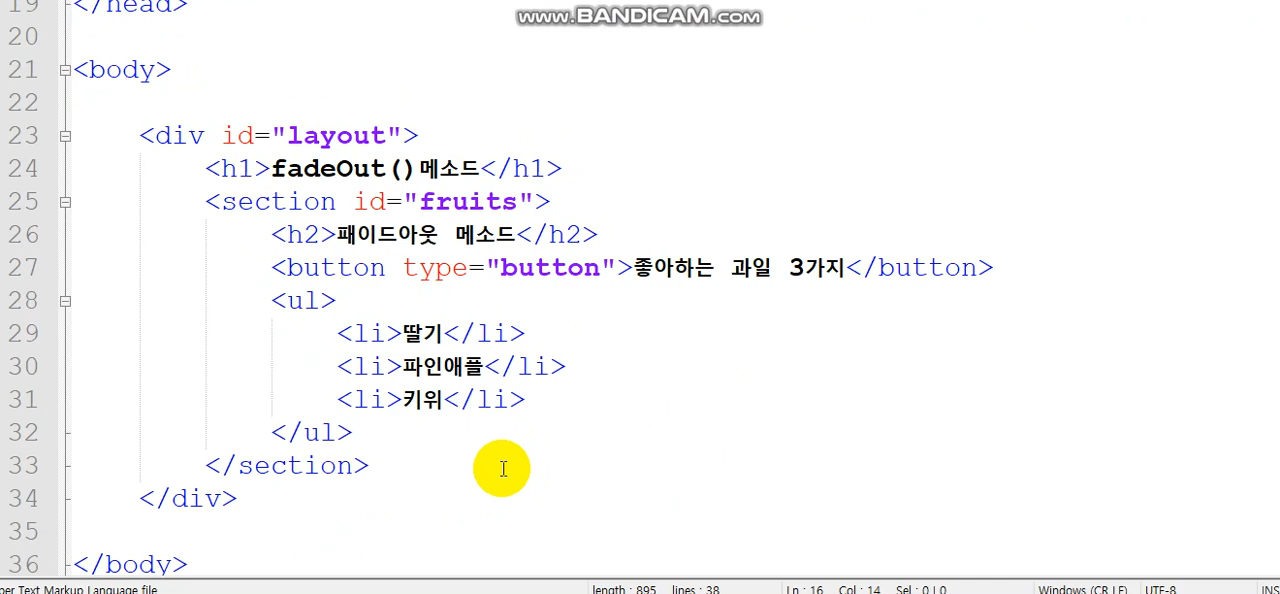 www.BANDICAM.com
19 </head>
20
21 <body>
22
23 <div id="layout">
24 <h1>fadeOut()메소드</h1>
25 <section id="fruits">
26 <h2>패이드아웃 메소드</h2>
27 <button type="button">좋아하는 과일 3가지</button>
28 <ul>
29 <li>딸기</li>
30 <li>파인애플</li>
31 <li>키위</li>
32 </ul>
33 </section>
34 </div>
35
36 </body>
per Text Markup Language file length : 895 lines : 38 Ln : 16 Col : 14 Sel : 0 | 0 Windows (CR LF) UTF-8 INS